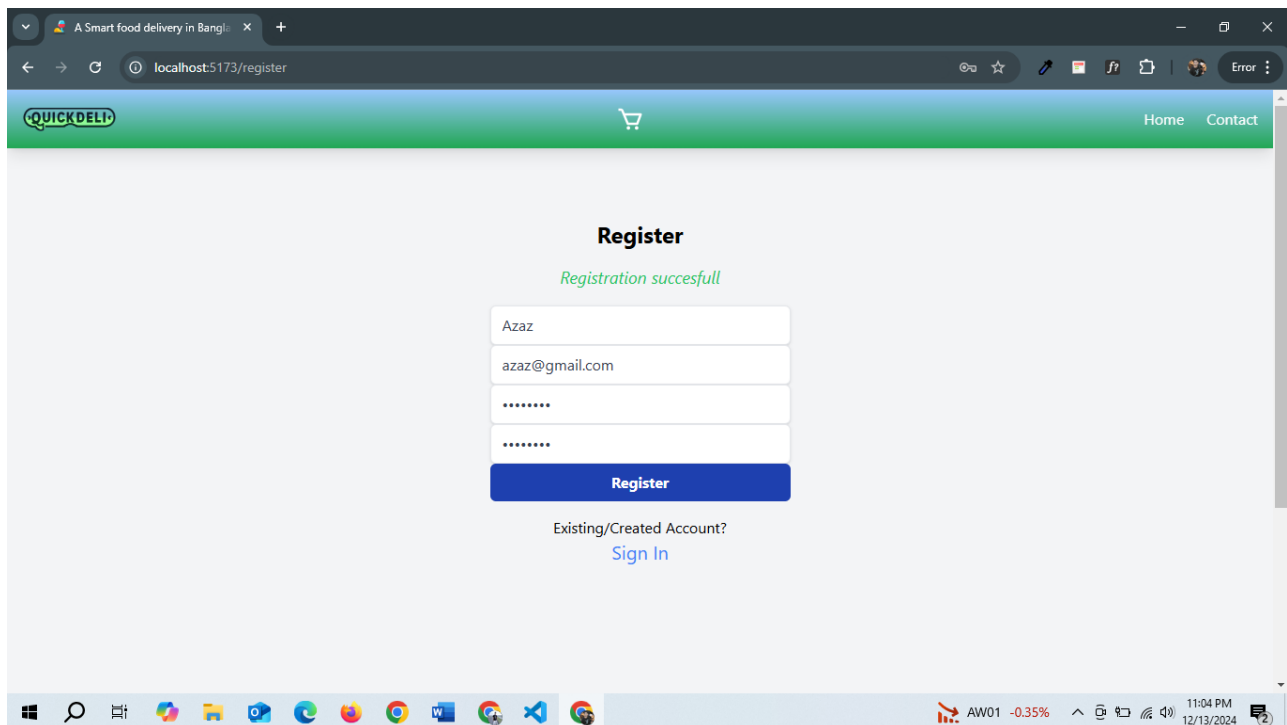 A Smart food delivery in Bangla
localhost:5173/register
Error
QUICKDELI
Home Contact
Register
Registration succesfull
Azaz
azaz@gmail.com
••••••••
••••••••
Register
Existing/Created Account?
Sign In
AW01 -0.35%
11:04 PM
12/13/2024